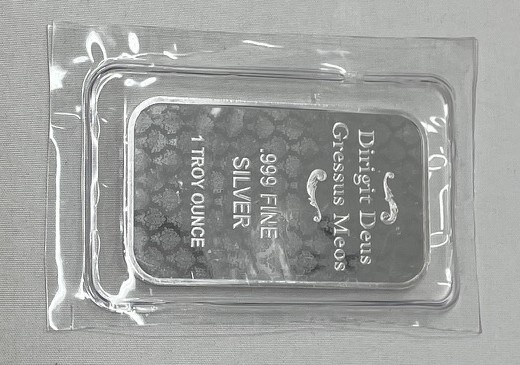 Dirigit Deus
Gressus Meos
.999 FINE
SILVER
1 TROY OUNCE